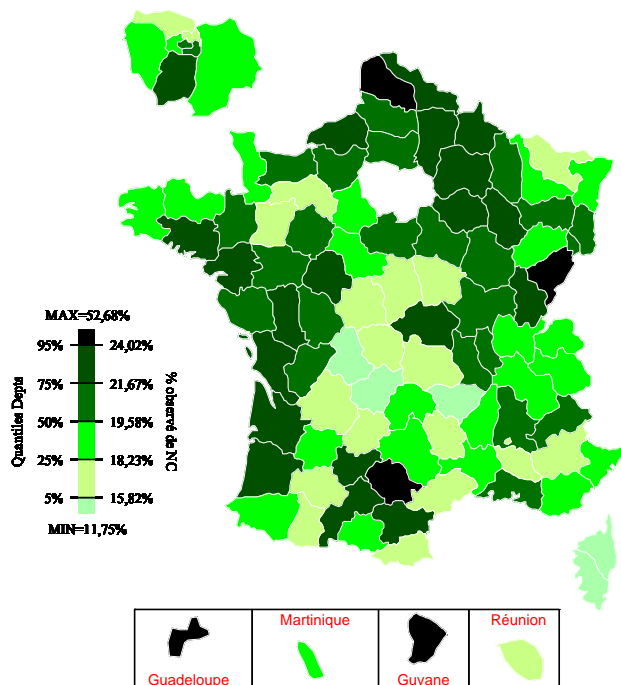 MAX=52,68%
95% 24,02%
75% 21,67%
50% 19,58%
25% 18,23%
5% 15,82%
MIN=11,75%
Quantiles Depts
% observé de NC
Martinique Réunion
Guadeloupe Guyane